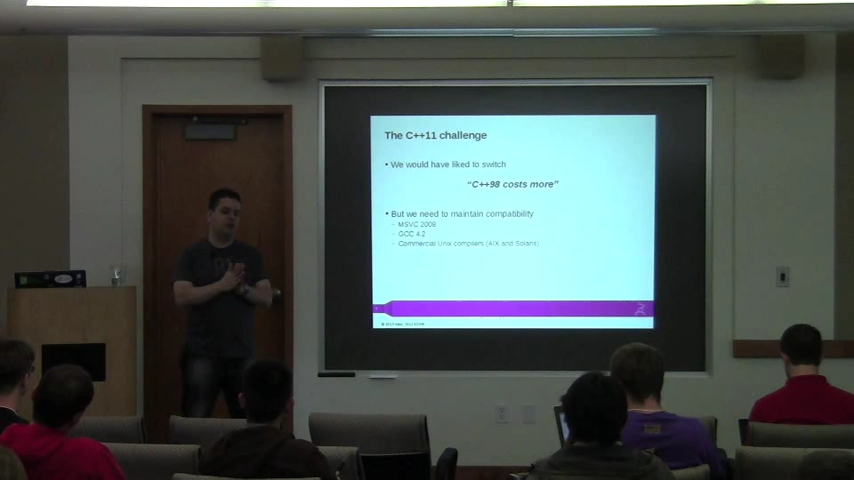 The C++11 challenge
• We would have liked to switch
“C++98 costs more”
• But we need to maintain compatibility
– MSVC 2008
– GCC 4.2
– Commercial Unix compilers (AIX and Solaris)